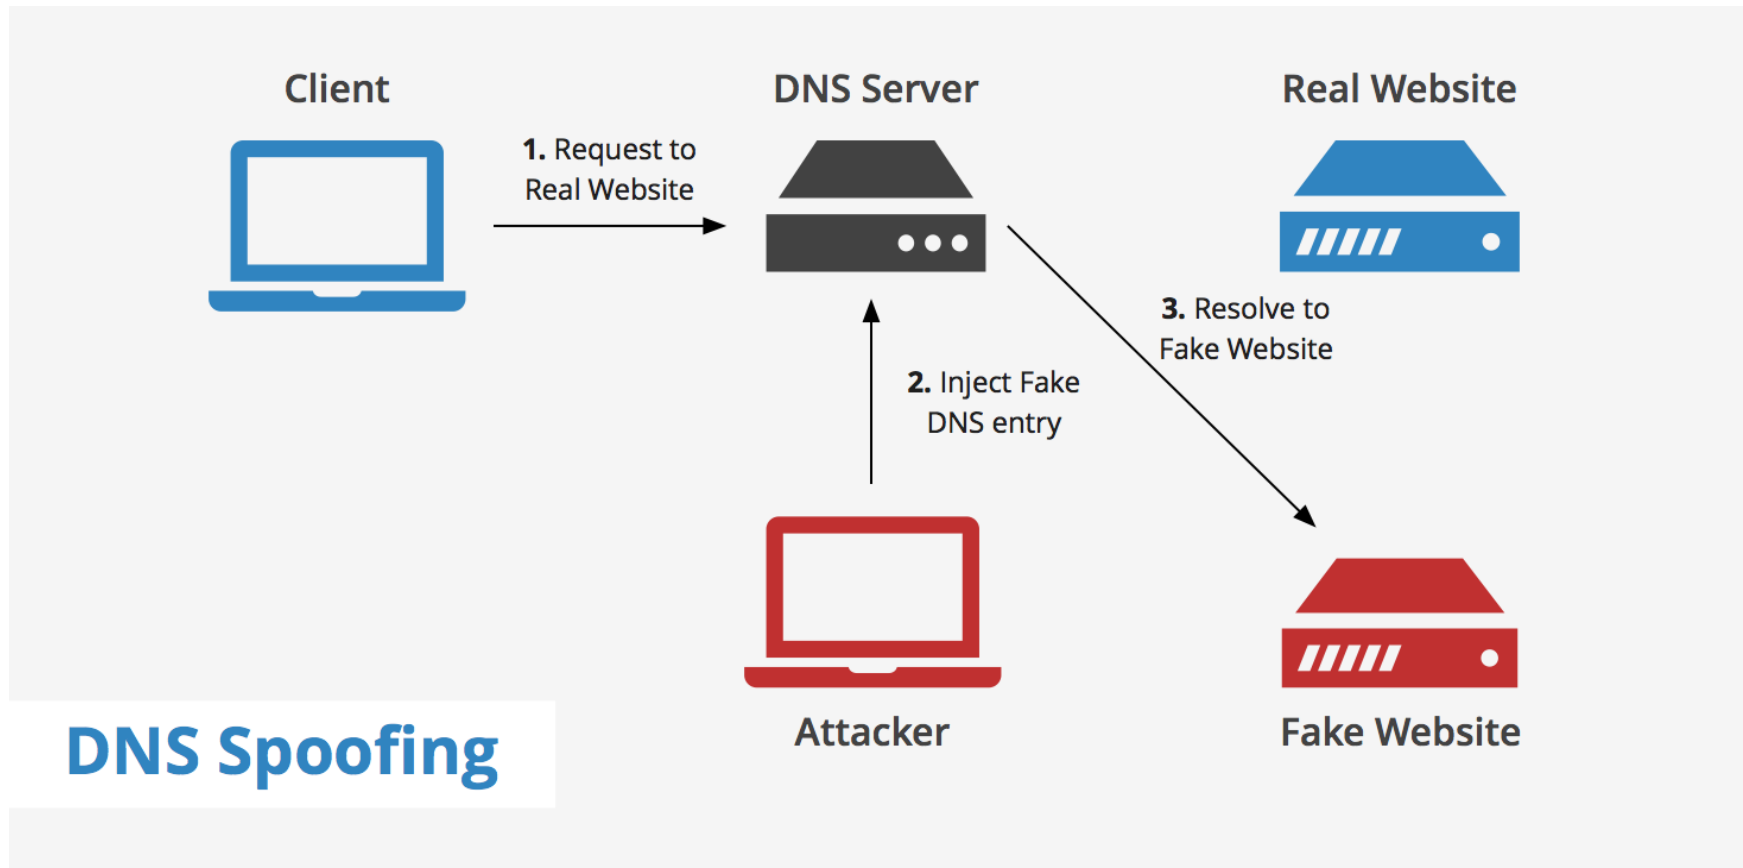 Client
DNS Server
Real Website
1. Request to
Real Website
3. Resolve to
Fake Website
2. Inject Fake
DNS entry
Attacker
Fake Website
DNS Spoofing